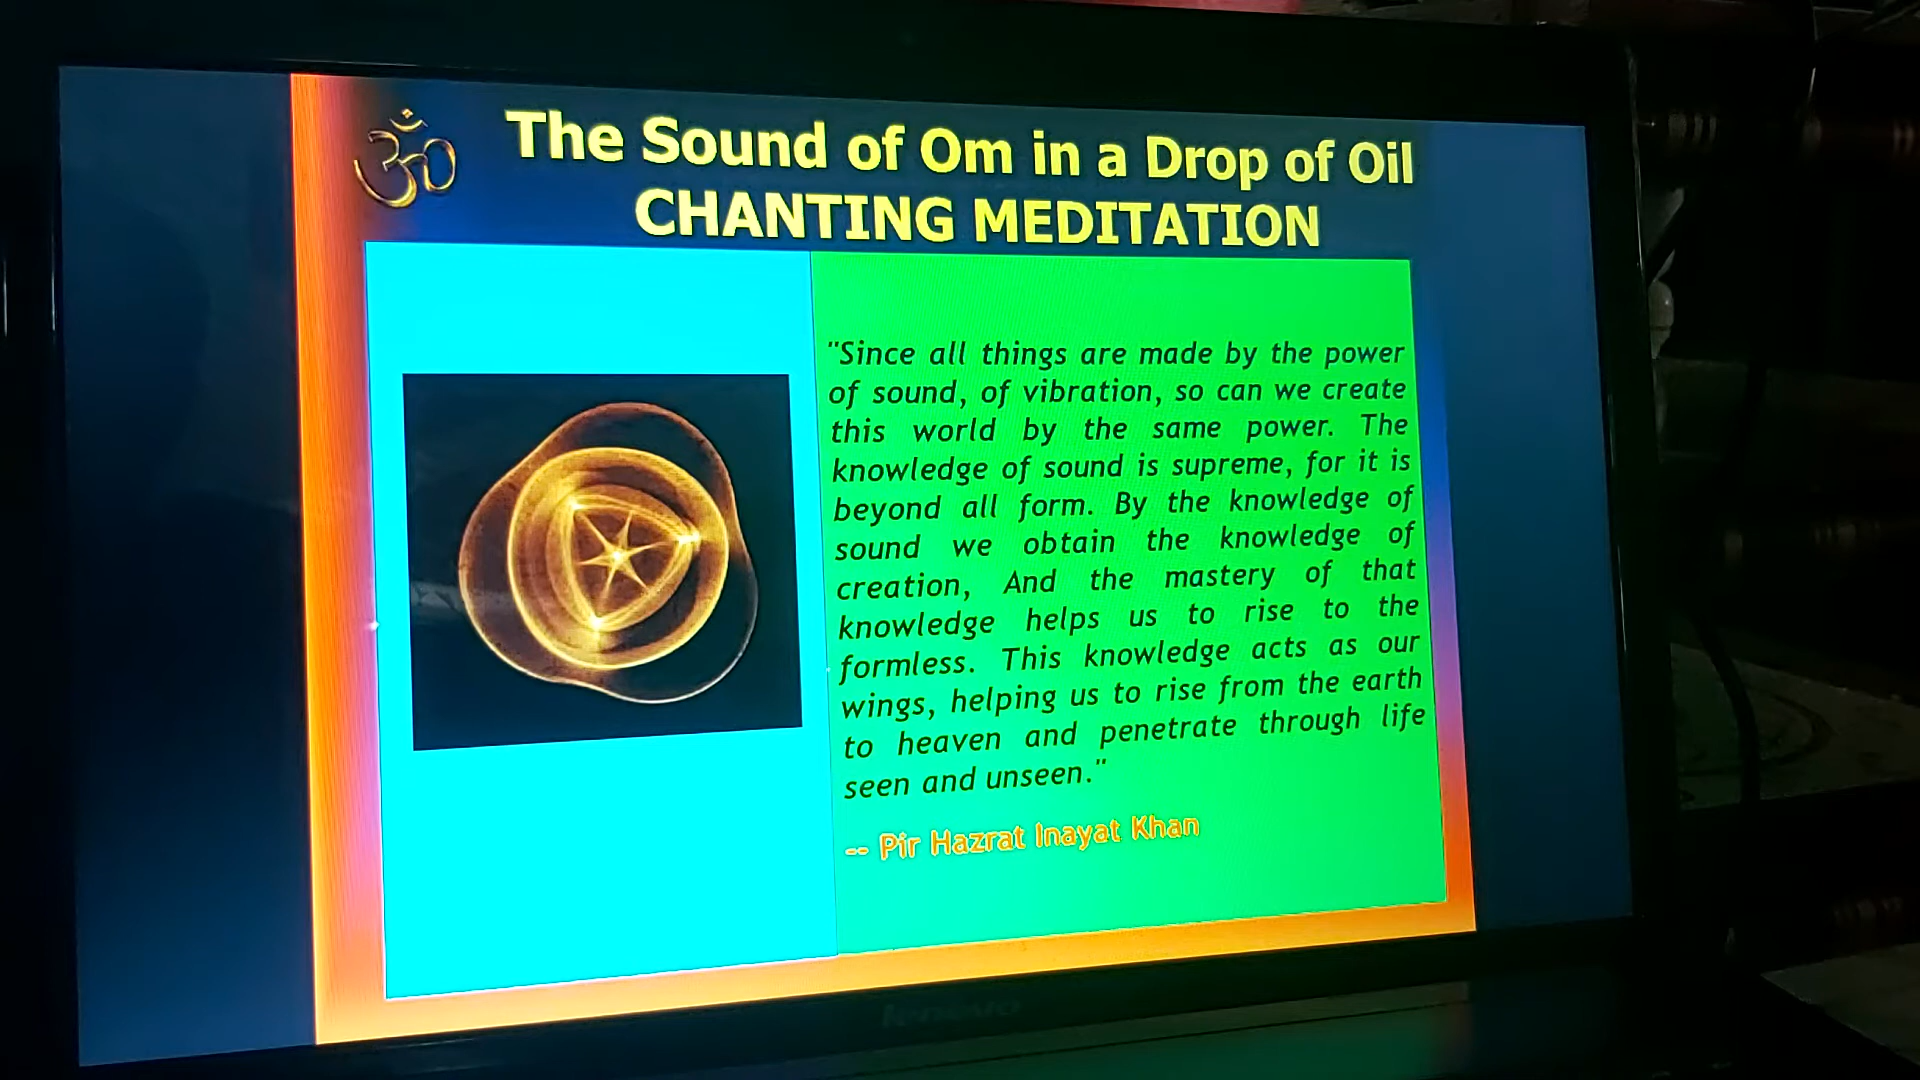 ॐ
The Sound of Om in a Drop of Oil
CHANTING MEDITATION
"Since all things are made by the power
of sound, of vibration, so can we create
this world by the same power. The
knowledge of sound is supreme, for it is
beyond all form. By the knowledge of
sound we obtain the knowledge of
creation, And the mastery of that
knowledge helps us to rise to the
formless. This knowledge acts as our
wings, helping us to rise from the earth
to heaven and penetrate through life
seen and unseen."
-- Pir Hazrat Inayat Khan
lenovo